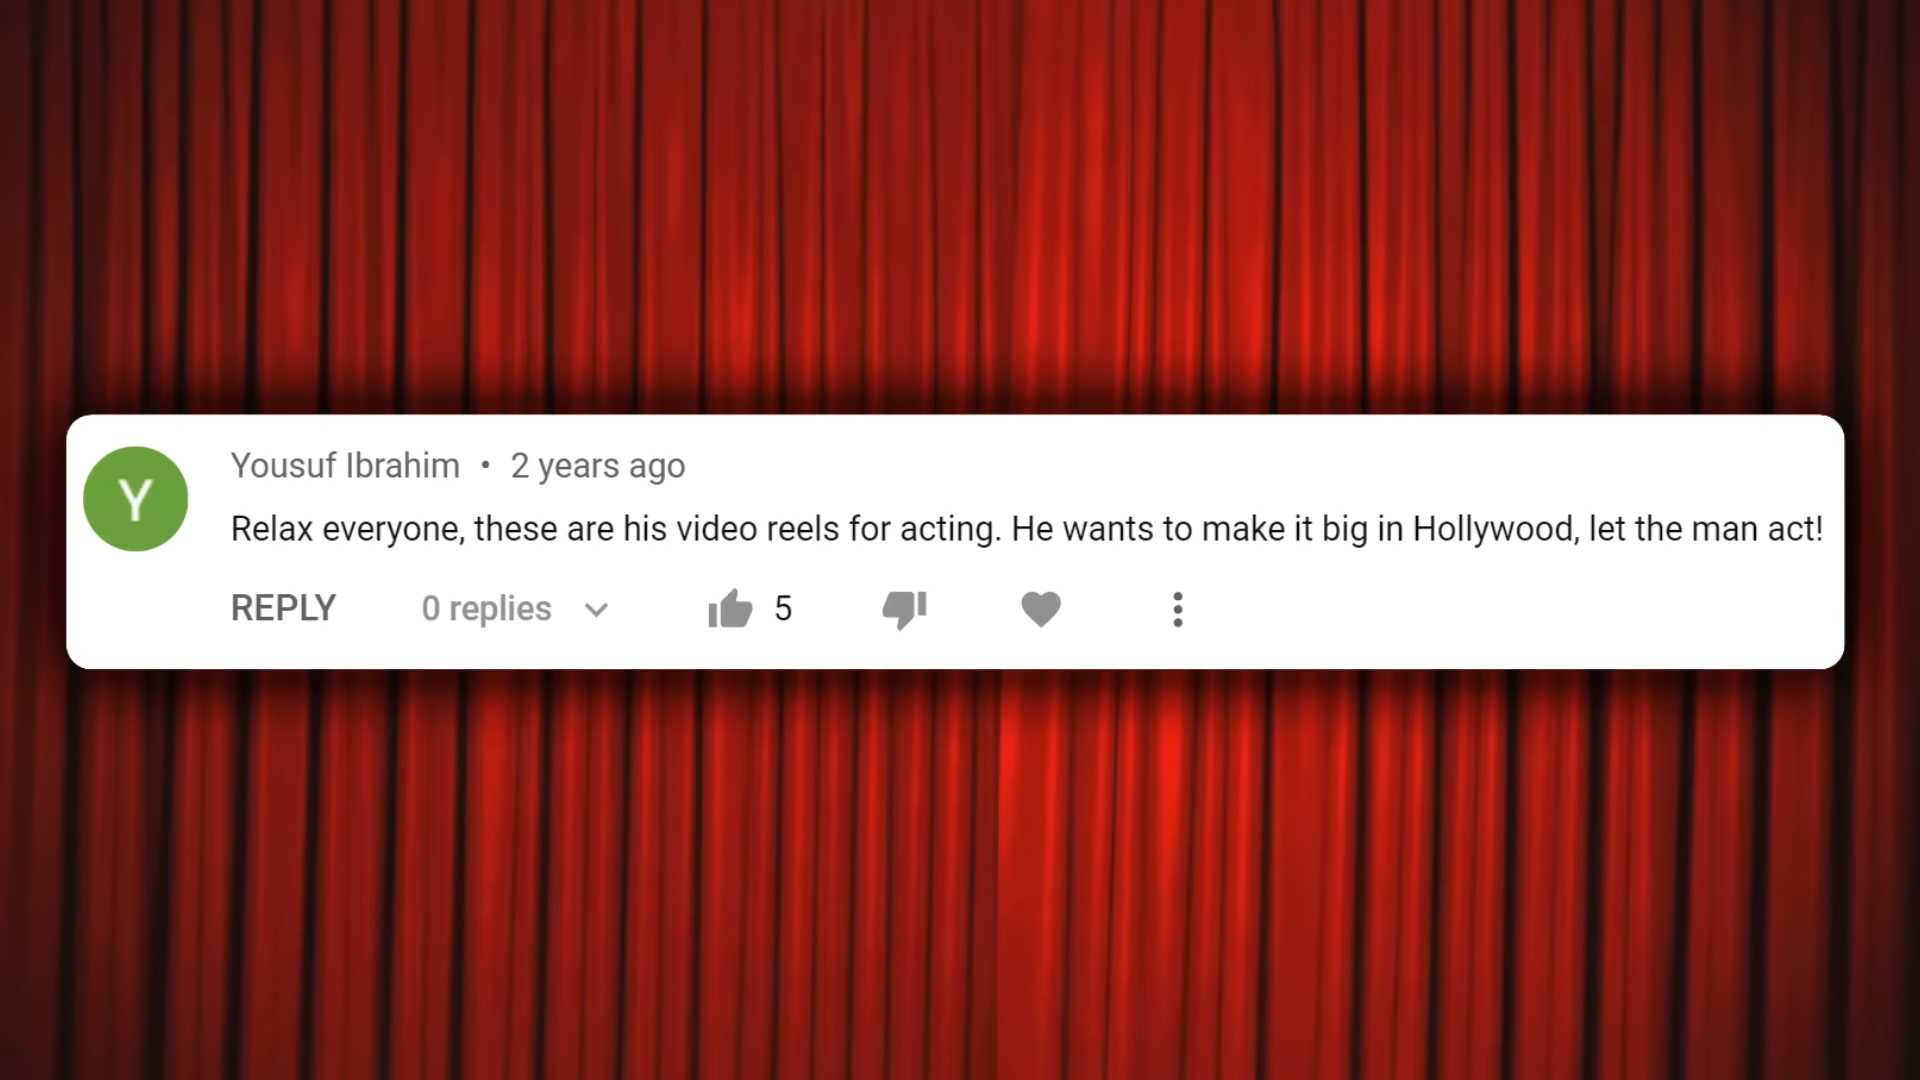 Y
Yousuf Ibrahim • 2 years ago
Relax everyone, these are his video reels for acting. He wants to make it big in Hollywood, let the man act!
REPLY 0 replies 5